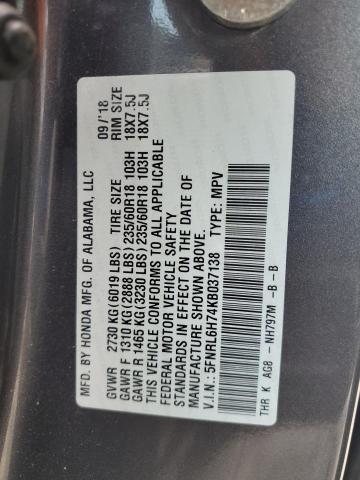 MFD. BY HONDA MFG. OF ALABAMA, LLC 09/'18
GVWR 2730 KG(6019 LBS) TIRE SIZE RIM SIZE
GAWR F 1310 KG(2888 LBS)235/60R18 103H 18X7.5J
GAWR R 1465 KG(3230 LBS)235/60R18 103H 18X7.5J
THIS VEHICLE CONFORMS TO ALL APPLICABLE
FEDERAL MOTOR VEHICLE SAFETY
STANDARDS IN EFFECT ON THE DATE OF
MANUFACTURE SHOWN ABOVE.
V.I.N.: 5FNRL6H74KB037138 TYPE: MPV
THR K AG8 - NH797M -B -B